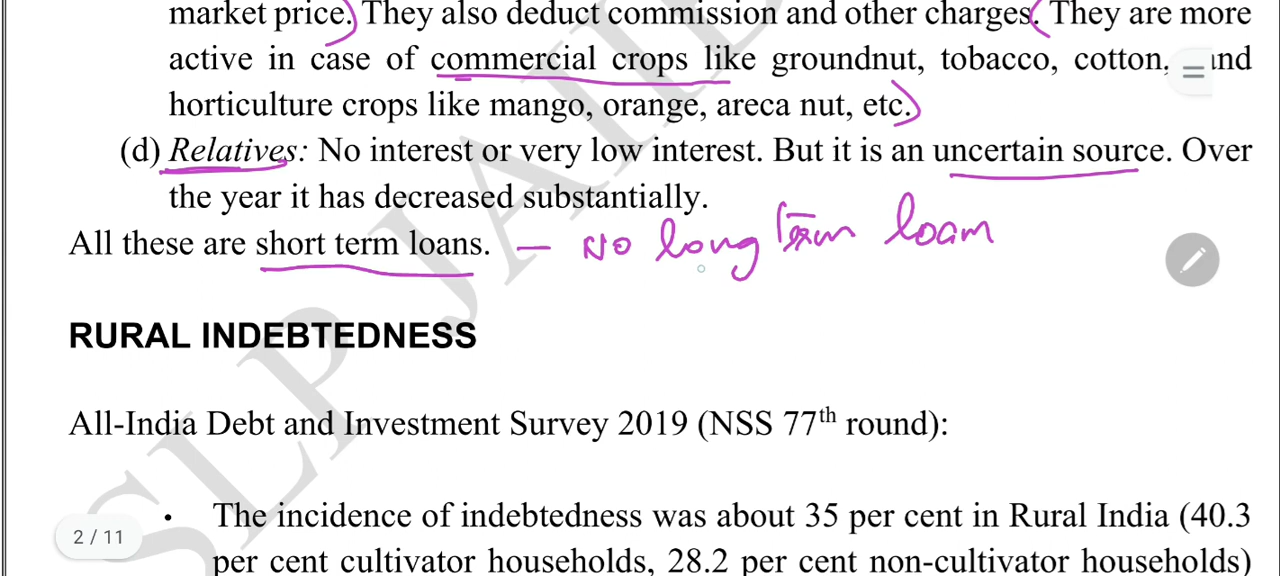 market price. They also deduct commission and other charges. They are more
active in case of commercial crops like groundnut, tobacco, cotton, and
horticulture crops like mango, orange, areca nut, etc.
(d) Relatives: No interest or very low interest. But it is an uncertain source. Over
the year it has decreased substantially.
All these are short term loans. — No long term loan
RURAL INDEBTEDNESS
All-India Debt and Investment Survey 2019 (NSS 77th round):
• The incidence of indebtedness was about 35 per cent in Rural India (40.3
per cent cultivator households, 28.2 per cent non-cultivator households)
2 / 11